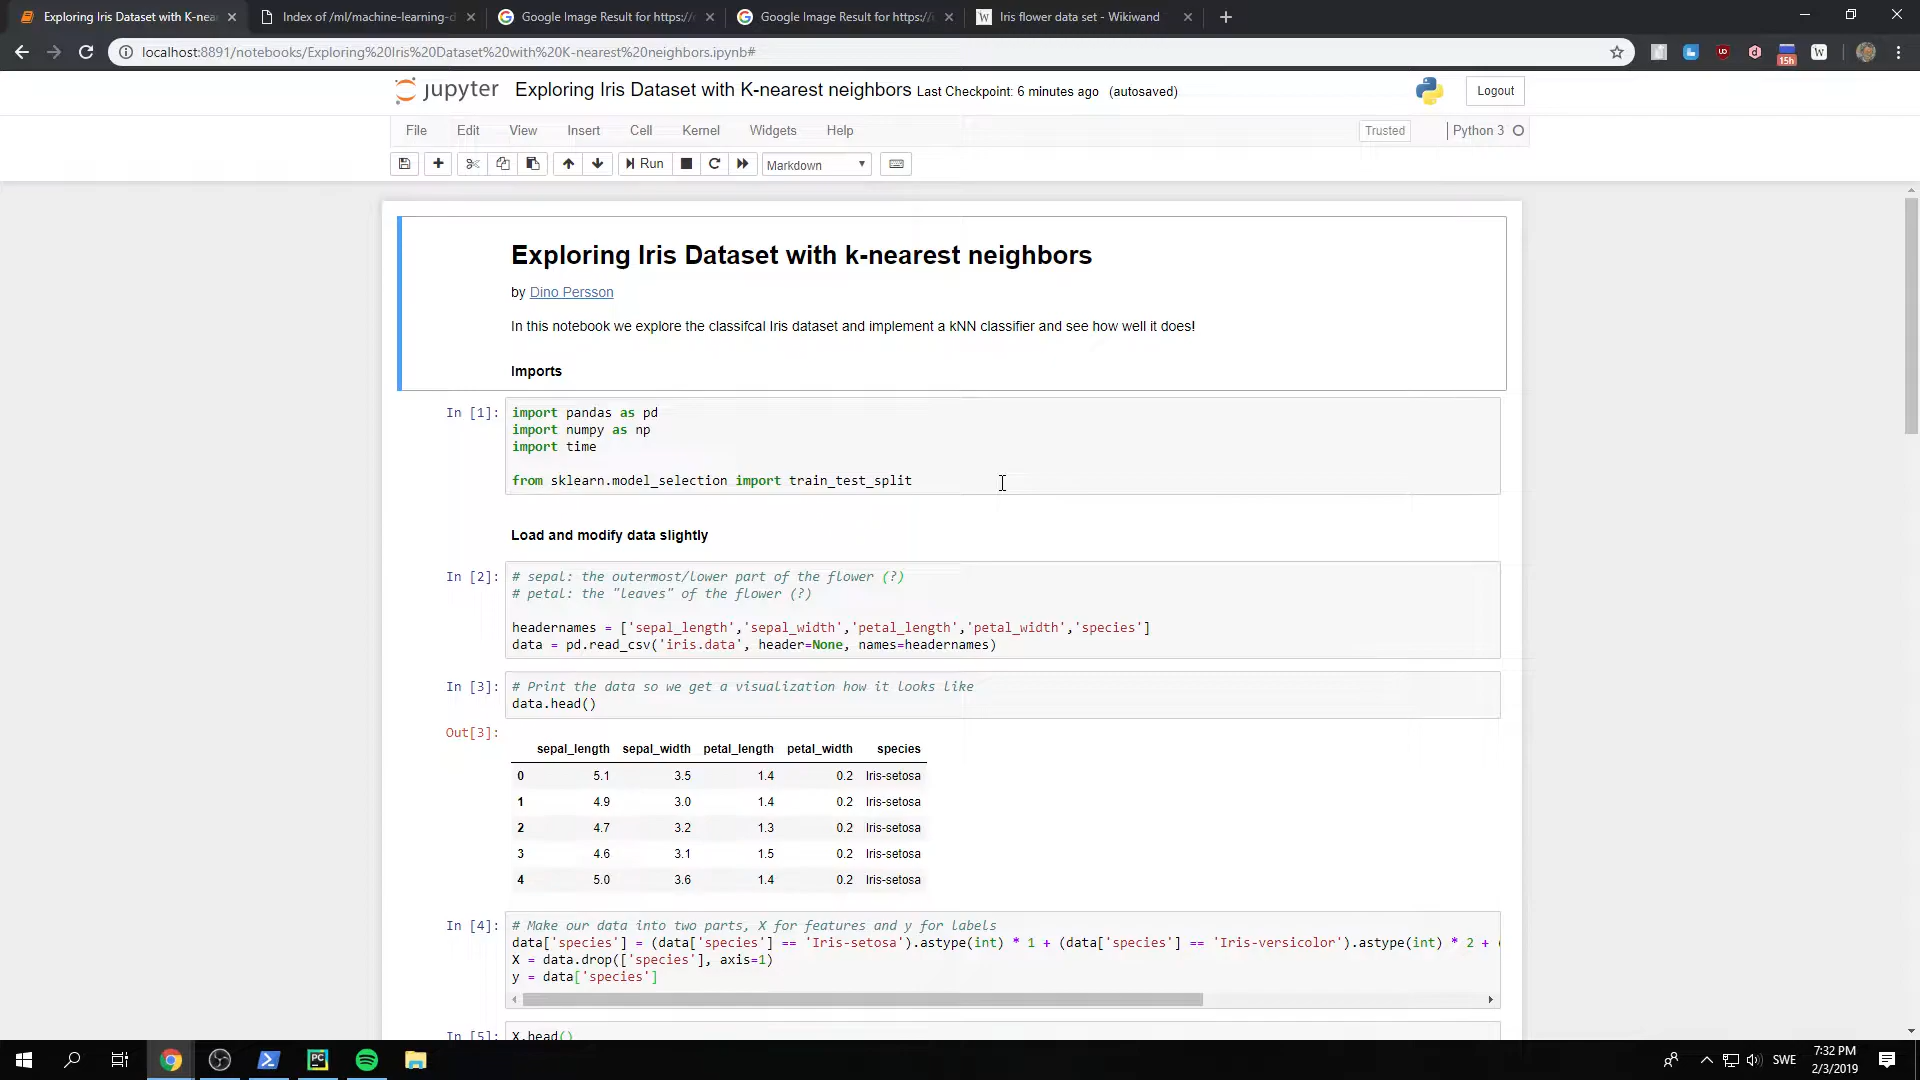 Exploring Iris Dataset with K-nea
Index of /ml/machine-learning-d
Google Image Result for https://
Google Image Result for https://
W Iris flower data set - Wikiwand
localhost:8891/notebooks/Exploring%20Iris%20Dataset%20with%20K-nearest%20neighbors.ipynb#
15h
W
jupyter Exploring Iris Dataset with K-nearest neighbors Last Checkpoint: 6 minutes ago (autosaved)
Logout
File Edit View Insert Cell Kernel Widgets Help
Trusted
Python 3
Run
Markdown
Exploring Iris Dataset with k-nearest neighbors
by Dino Persson
In this notebook we explore the classifcal Iris dataset and implement a kNN classifier and see how well it does!
Imports
In [1]:
import pandas as pd
import numpy as np
import time
from sklearn.model_selection import train_test_split
Load and modify data slightly
In [2]:
# sepal: the outermost/lower part of the flower (?)
# petal: the "leaves" of the flower (?)
headernames = ['sepal_length','sepal_width','petal_length','petal_width','species']
data = pd.read_csv('iris.data', header=None, names=headernames)
In [3]:
# Print the data so we get a visualization how it looks like
data.head()
Out[3]:
sepal_length sepal_width petal_length petal_width species
0 5.1 3.5 1.4 0.2 Iris-setosa
1 4.9 3.0 1.4 0.2 Iris-setosa
2 4.7 3.2 1.3 0.2 Iris-setosa
3 4.6 3.1 1.5 0.2 Iris-setosa
4 5.0 3.6 1.4 0.2 Iris-setosa
In [4]:
# Make our data into two parts, X for features and y for labels
data['species'] = (data['species'] == 'Iris-setosa').astype(int) * 1 + (data['species'] == 'Iris-versicolor').astype(int) * 2 +
X = data.drop(['species'], axis=1)
y = data['species']
In [5]:
X.head()
PC
SWE
7:32 PM
2/3/2019